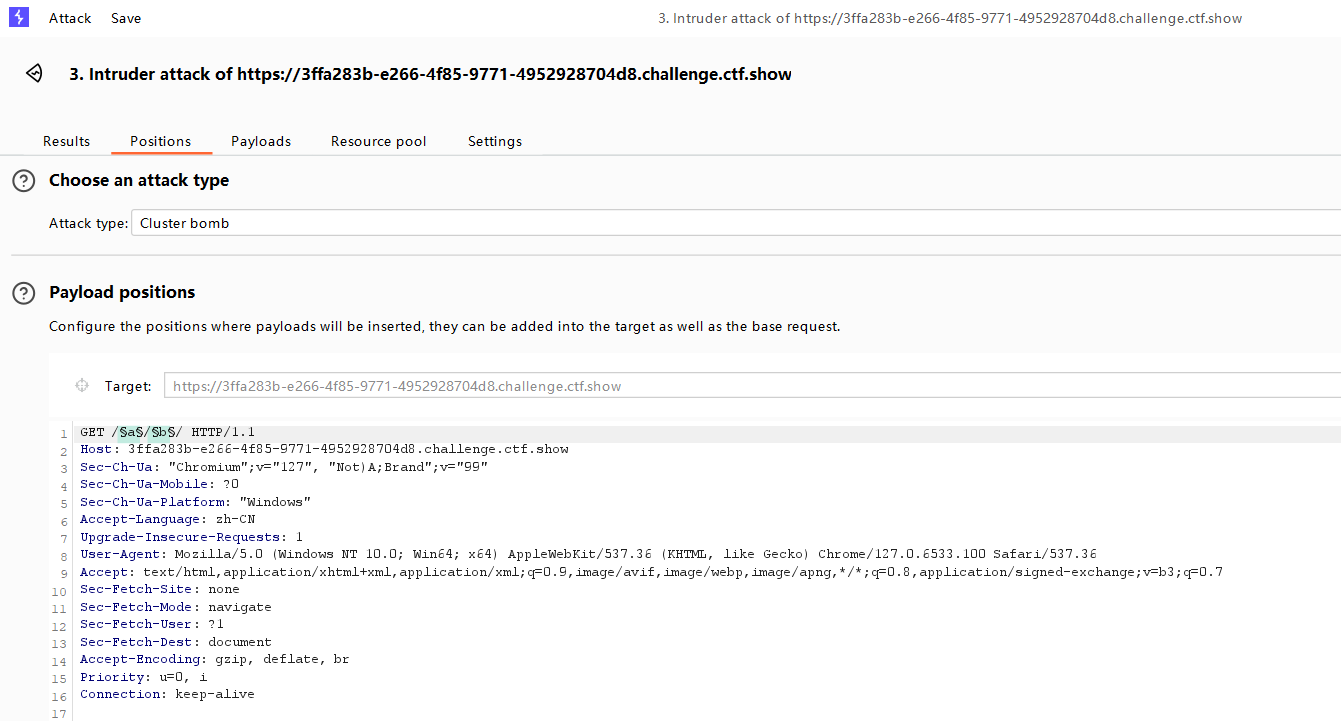 Attack Save 3. Intruder attack of https://3ffa283b-e266-4f85-9771-4952928704d8.challenge.ctf.show
3. Intruder attack of https://3ffa283b-e266-4f85-9771-4952928704d8.challenge.ctf.show
Results Positions Payloads Resource pool Settings
? Choose an attack type
Attack type: Cluster bomb
? Payload positions
Configure the positions where payloads will be inserted, they can be added into the target as well as the base request.
Target: https://3ffa283b-e266-4f85-9771-4952928704d8.challenge.ctf.show
1 GET /§a§/§b§/ HTTP/1.1
2 Host: 3ffa283b-e266-4f85-9771-4952928704d8.challenge.ctf.show
3 Sec-Ch-Ua: "Chromium";v="127", "Not)A;Brand";v="99"
4 Sec-Ch-Ua-Mobile: ?0
5 Sec-Ch-Ua-Platform: "Windows"
6 Accept-Language: zh-CN
7 Upgrade-Insecure-Requests: 1
8 User-Agent: Mozilla/5.0 (Windows NT 10.0; Win64; x64) AppleWebKit/537.36 (KHTML, like Gecko) Chrome/127.0.6533.100 Safari/537.36
9 Accept: text/html,application/xhtml+xml,application/xml;q=0.9,image/avif,image/webp,image/apng,*/*;q=0.8,application/signed-exchange;v=b3;q=0.7
10 Sec-Fetch-Site: none
11 Sec-Fetch-Mode: navigate
12 Sec-Fetch-User: ?1
13 Sec-Fetch-Dest: document
14 Accept-Encoding: gzip, deflate, br
15 Priority: u=0, i
16 Connection: keep-alive
17